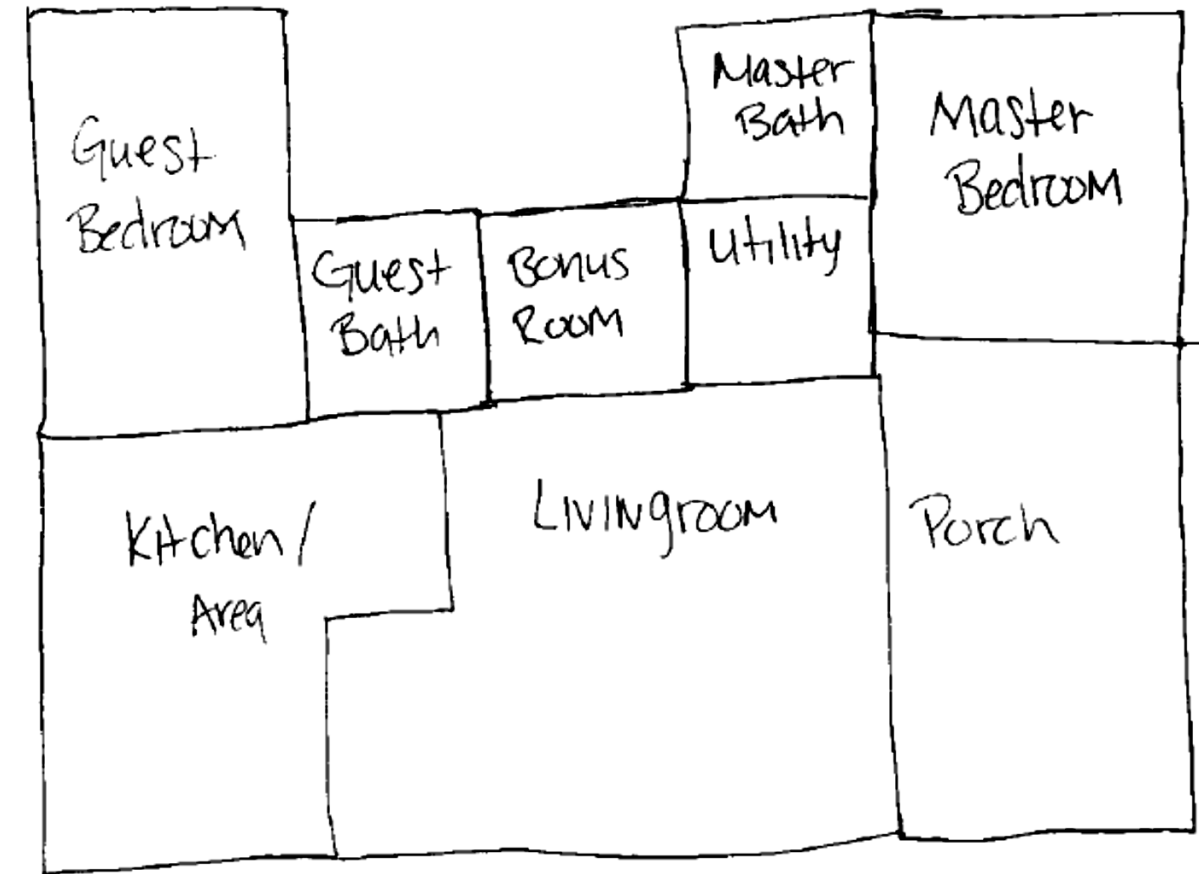 Guest
Bedroom
Guest
Bath
Bonus
Room
Master
Bath
Utility
Master
Bedroom
Kitchen/
Area
Livingroom
Porch